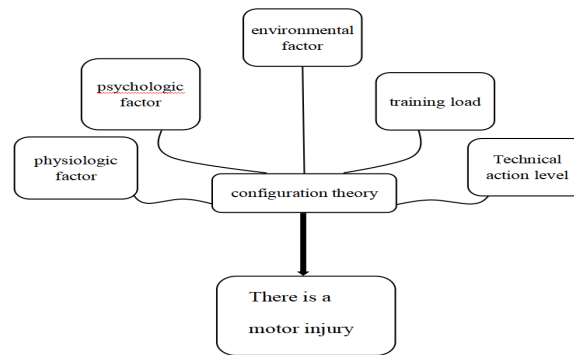 environmental
factor
psychologic
factor
training load
physiologic
factor
Technical
action level
configuration theory
There is a
motor injury